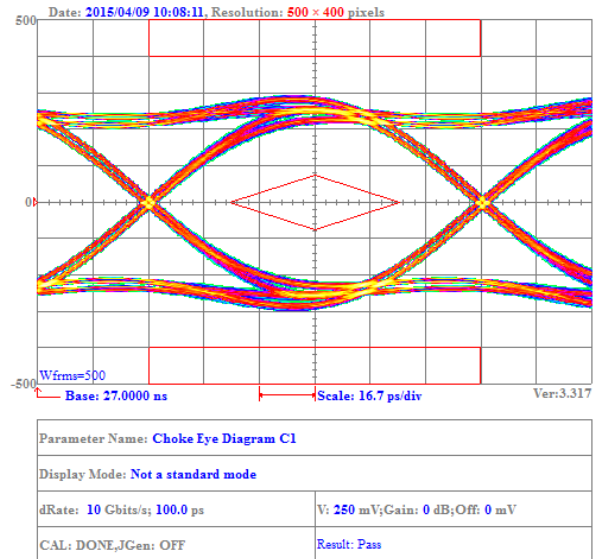 Date: 2015/04/09 10:08:11, Resolution: 500 × 400 pixels
500
0
-500
Wfrms=500
Base: 27.0000 ns
Scale: 16.7 ps/div
Ver:3.317
Parameter Name: Choke Eye Diagram C1
Display Mode: Not a standard mode
dRate: 10 Gbits/s; 100.0 ps
V: 250 mV;Gain: 0 dB;Off: 0 mV
CAL: DONE,JGen: OFF
Result: Pass